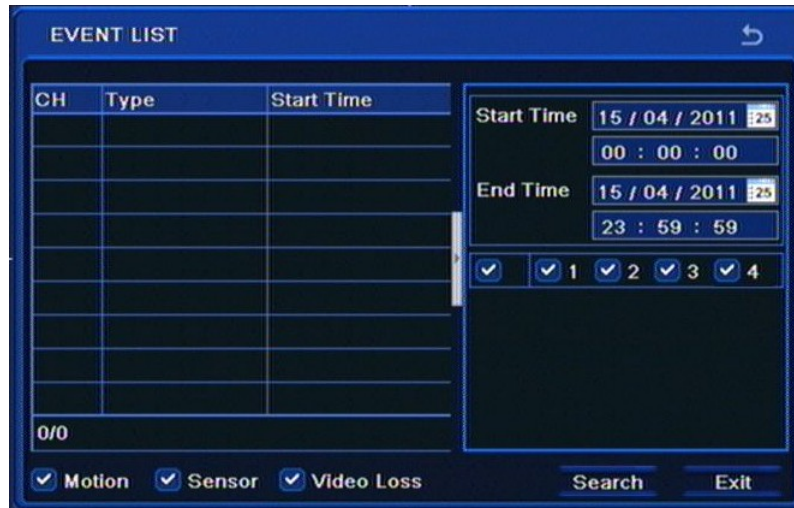 EVENT LIST
CH Type Start Time
Start Time 15 / 04 / 2011 25
00 : 00 : 00
End Time 15 / 04 / 2011 25
23 : 59 : 59
1 2 3 4
0/0
Motion Sensor Video Loss Search Exit